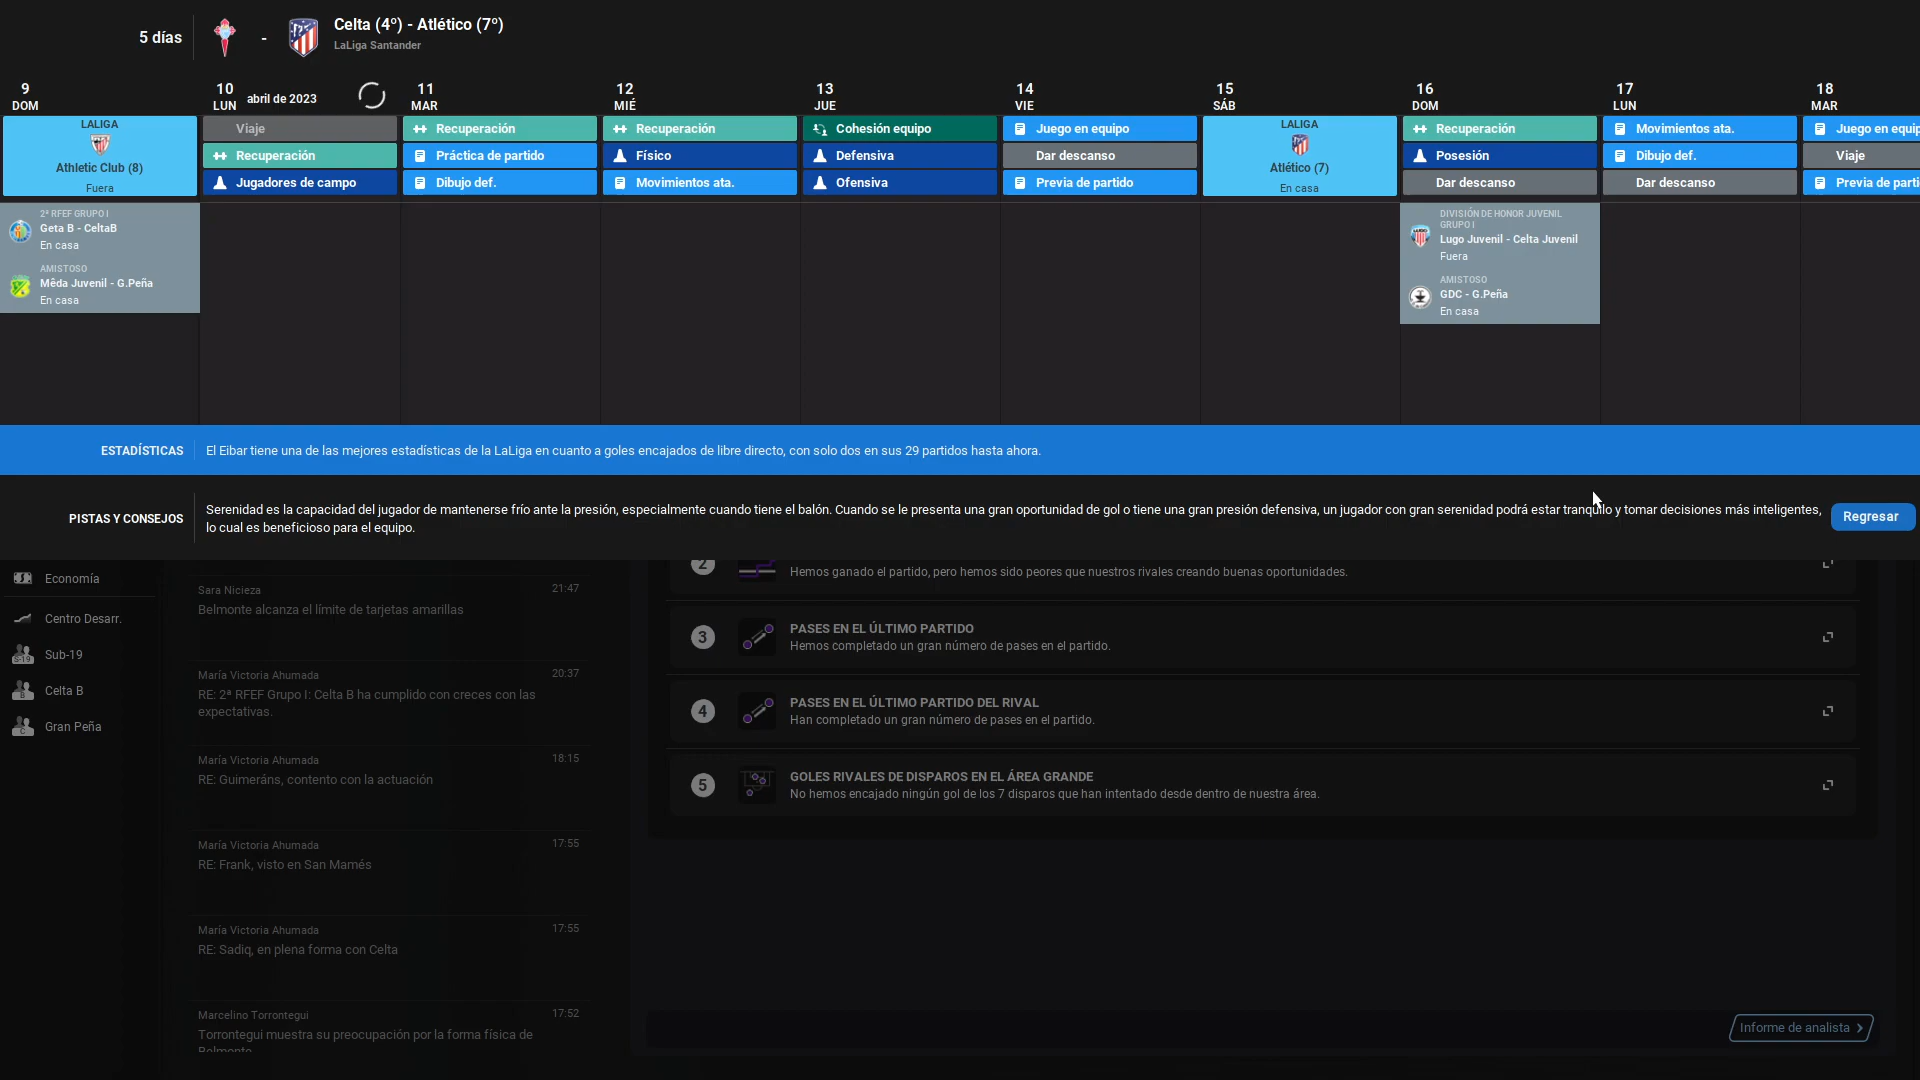 5 días
-
Celta (4º) - Atlético (7º)
LaLiga Santander
9
DOM
10
LUN
abril de 2023
11
MAR
12
MIÉ
13
JUE
14
VIE
15
SÁB
16
DOM
17
LUN
18
MAR
LALIGA
Athletic Club (8)
Fuera
Viaje
Recuperación
Jugadores de campo
Recuperación
Práctica de partido
Dibujo def.
Recuperación
Físico
Movimientos ata.
Cohesión equipo
Defensiva
Ofensiva
Juego en equipo
Dar descanso
Previa de partido
LALIGA
Atlético (7)
En casa
Recuperación
Posesión
Dar descanso
Movimientos ata.
Dibujo def.
Dar descanso
Juego en equip
Viaje
Previa de parti
2ª RFEF GRUPO I
Geta B - CeltaB
En casa
AMISTOSO
Mêda Juvenil - G.Peña
En casa
DIVISIÓN DE HONOR JUVENIL
GRUPO I
Lugo Juvenil - Celta Juvenil
Fuera
AMISTOSO
GDC - G.Peña
En casa
ESTADÍSTICAS
El Eibar tiene una de las mejores estadísticas de la LaLiga en cuanto a goles encajados de libre directo, con solo dos en sus 29 partidos hasta ahora.
PISTAS Y CONSEJOS
Serenidad es la capacidad del jugador de mantenerse frío ante la presión, especialmente cuando tiene el balón. Cuando se le presenta una gran oportunidad de gol o tiene una gran presión defensiva, un jugador con gran serenidad podrá estar tranquilo y tomar decisiones más inteligentes,
lo cual es beneficioso para el equipo.
Regresar
Economía
Centro Desarr.
S-19
Sub-19
B
Celta B
C
Gran Peña
Sara Nicieza
21:47
Belmonte alcanza el límite de tarjetas amarillas
María Victoria Ahumada
20:37
RE: 2ª RFEF Grupo I: Celta B ha cumplido con creces con las
expectativas.
María Victoria Ahumada
18:15
RE: Guimeráns, contento con la actuación
María Victoria Ahumada
17:55
RE: Frank, visto en San Mamés
María Victoria Ahumada
17:55
RE: Sadiq, en plena forma con Celta
Marcelino Torrontegui
17:52
Torrontegui muestra su preocupación por la forma física de
Belmonte
2
Hemos ganado el partido, pero hemos sido peores que nuestros rivales creando buenas oportunidades.
3
PASES EN EL ÚLTIMO PARTIDO
Hemos completado un gran número de pases en el partido.
4
PASES EN EL ÚLTIMO PARTIDO DEL RIVAL
Han completado un gran número de pases en el partido.
5
GOLES RIVALES DE DISPAROS EN EL ÁREA GRANDE
No hemos encajado ningún gol de los 7 disparos que han intentado desde dentro de nuestra área.
Informe de analista